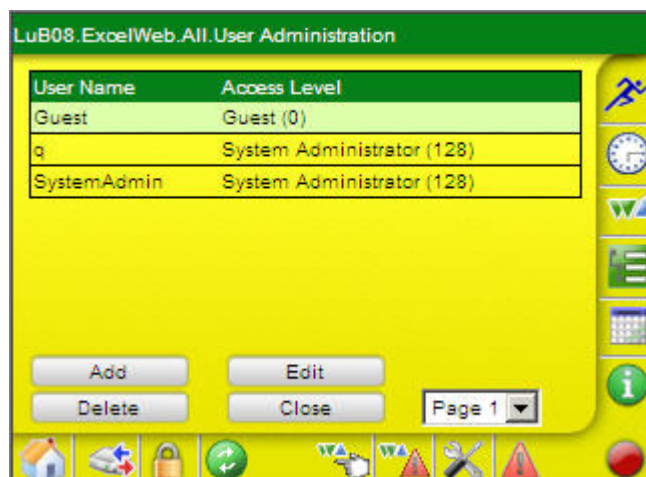 LuB08.ExcelWeb.All.User Administration
User Name Access Level
Guest Guest (0)
q System Administrator (128)
SystemAdmin System Administrator (128)
Add Edit
Delete Close Page 1